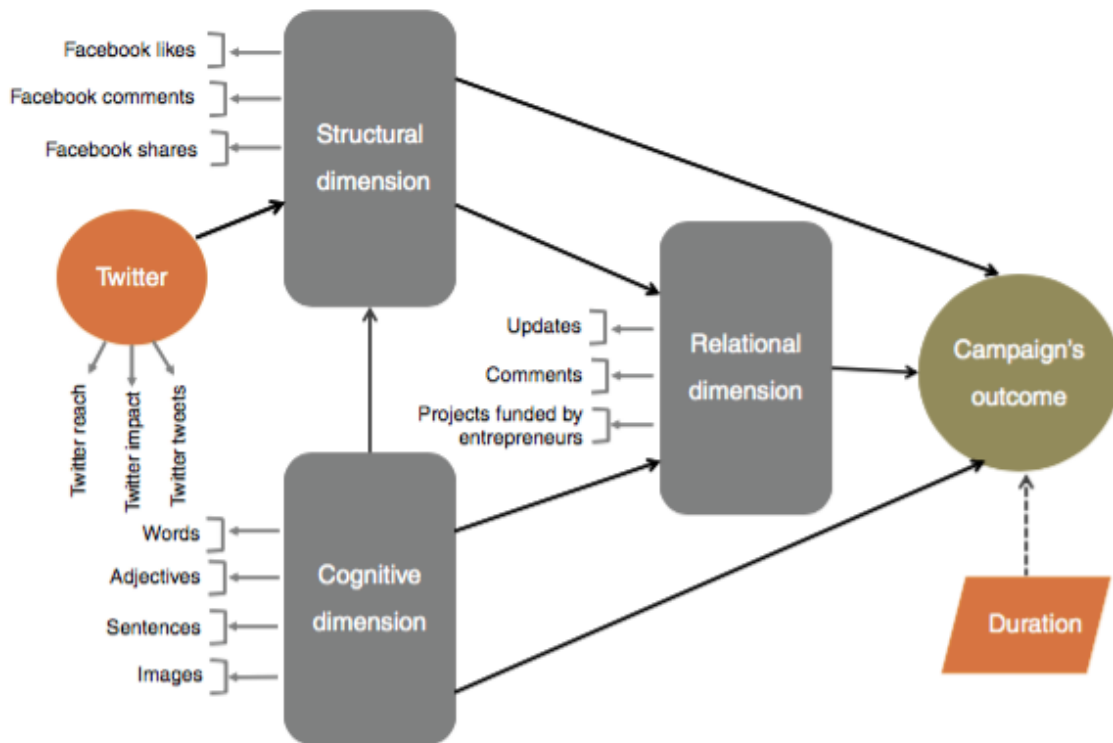 Facebook likes
Facebook comments
Facebook shares
Structural
dimension
Twitter
Twitter reach
Twitter impact
Twitter tweets
Updates
Comments
Projects funded by
entrepreneurs
Relational
dimension
Campaign's
outcome
Words
Adjectives
Sentences
Images
Cognitive
dimension
Duration